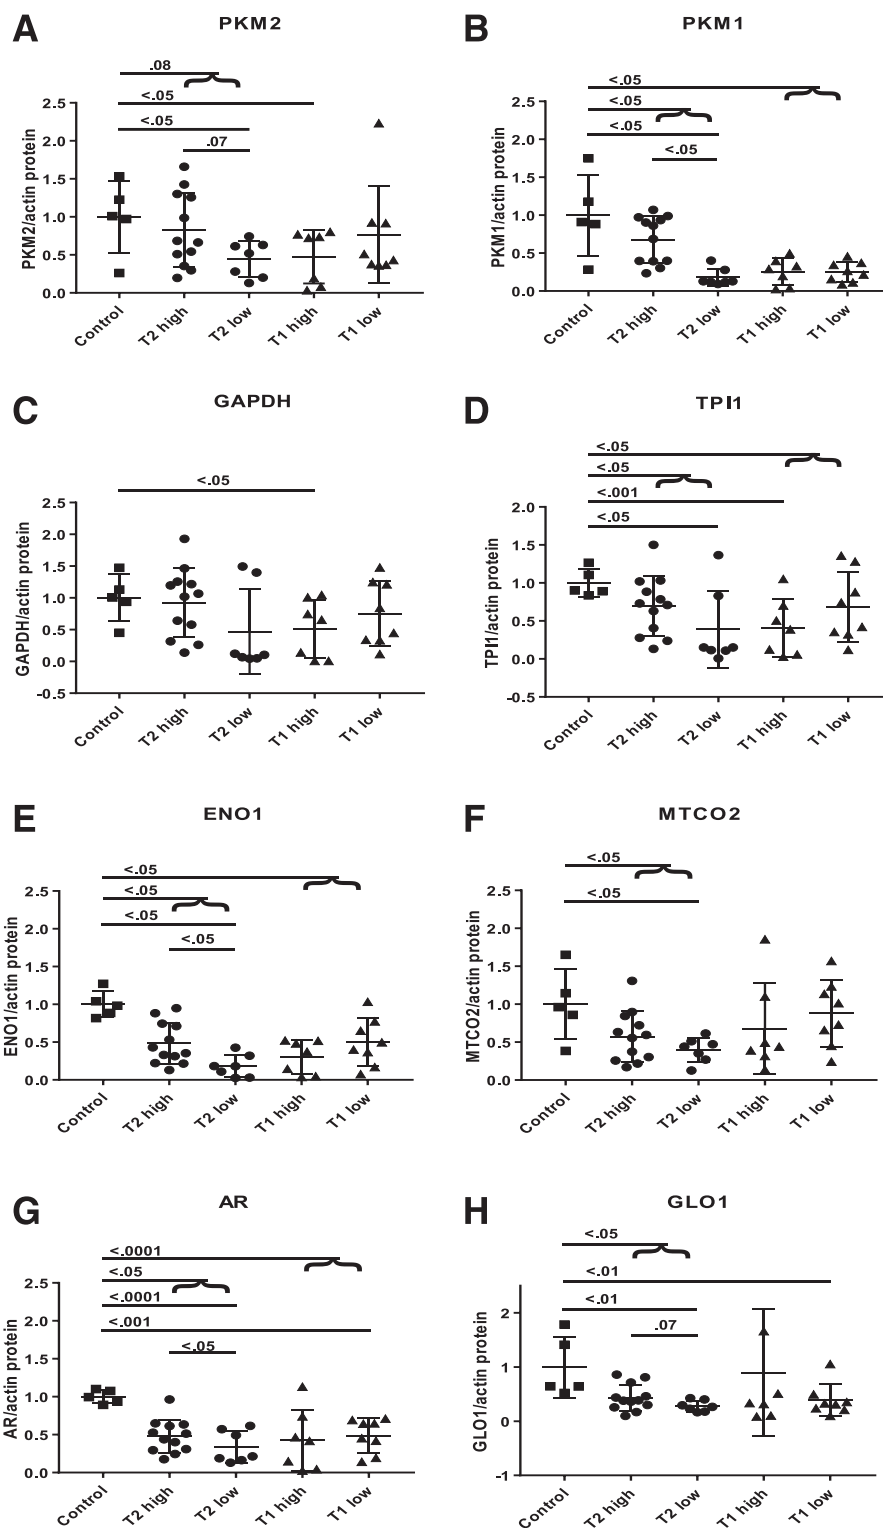 A
PKM2
.08
<.05
<.05
.07
PKM2/actin protein
2.5
2.0
1.5
1.0
0.5
0.0
Control
T2 high
T2 low
T1 high
T1 low
B
PKM1
<.05
<.05
<.05
<.05
PKM1/actin protein
2.5
2.0
1.5
1.0
0.5
0.0
Control
T2 high
T2 low
T1 high
T1 low
C
GAPDH
<.05
GAPDH/actin protein
2.5
2.0
1.5
1.0
0.5
0.0
-0.5
Control
T2 high
T2 low
T1 high
T1 low
D
TPI1
<.05
<.05
<.001
<.05
TPI1/actin protein
2.5
2.0
1.5
1.0
0.5
0.0
-0.5
Control
T2 high
T2 low
T1 high
T1 low
E
ENO1
<.05
<.05
<.05
<.05
ENO1/actin protein
2.5
2.0
1.5
1.0
0.5
0.0
Control
T2 high
T2 low
T1 high
T1 low
F
MTCO2
<.05
<.05
MTCO2/actin protein
2.5
2.0
1.5
1.0
0.5
0.0
Control
T2 high
T2 low
T1 high
T1 low
G
AR
<.0001
<.05
<.0001
<.001
<.05
AR/actin protein
2.5
2.0
1.5
1.0
0.5
0.0
Control
T2 high
T2 low
T1 high
T1 low
H
GLO1
<.05
<.01
<.01
.07
GLO1/actin protein
2
1
0
-1
Control
T2 high
T2 low
T1 high
T1 low